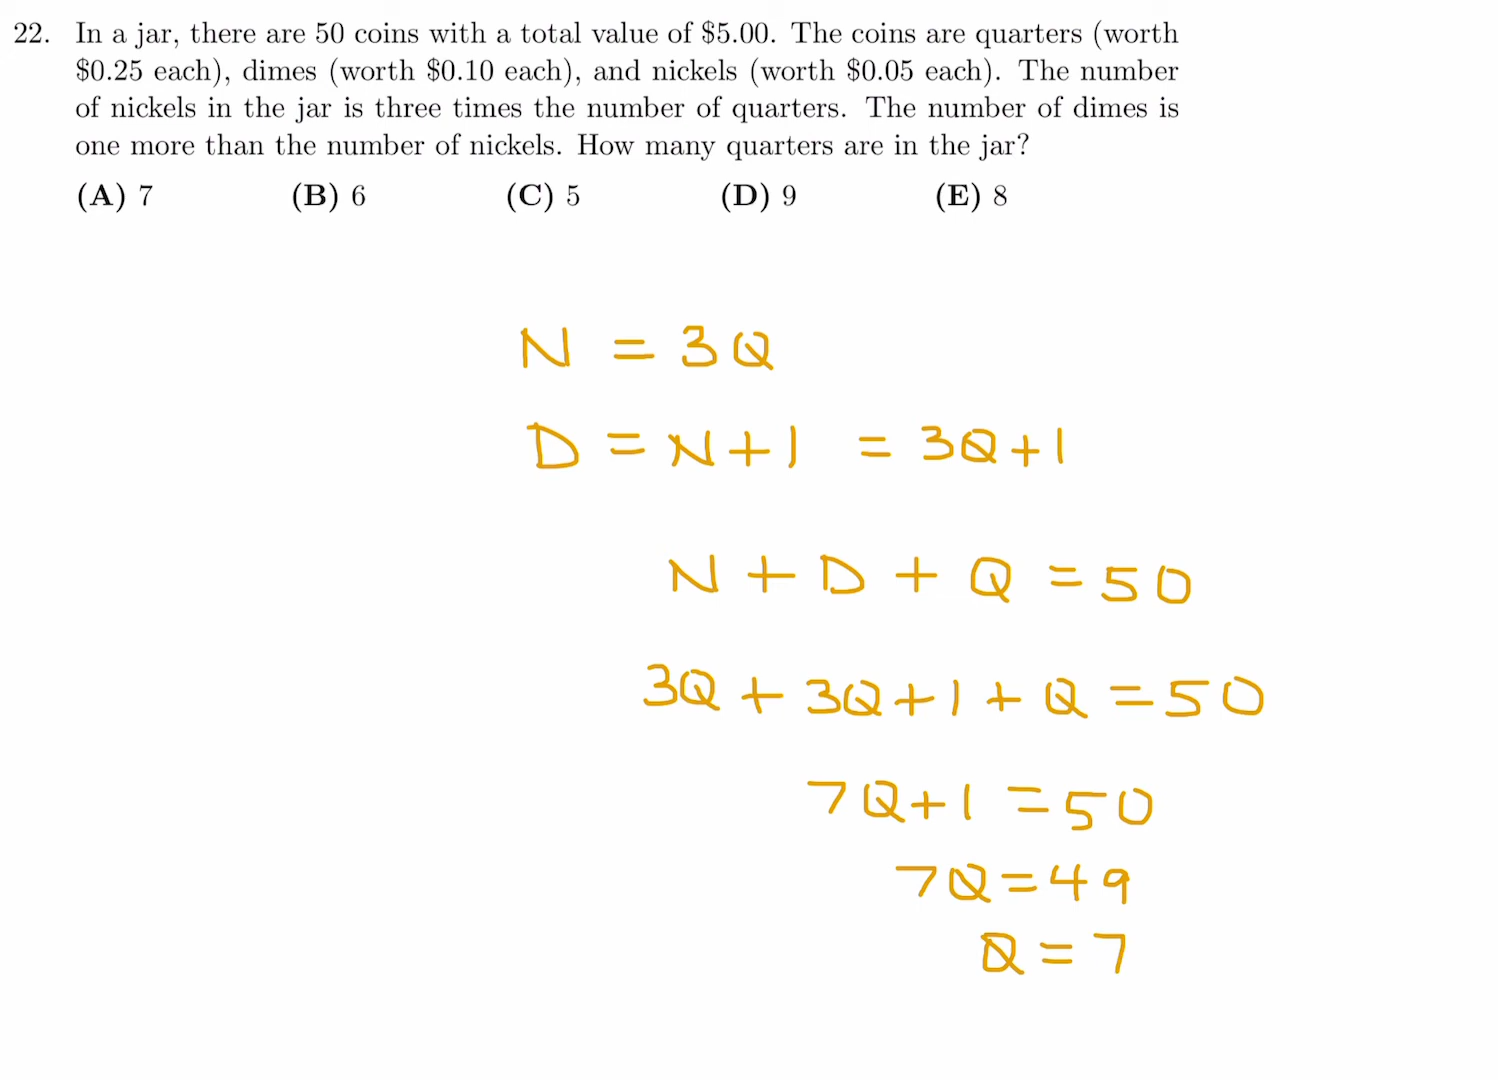 22. In a jar, there are 50 coins with a total value of $5.00. The coins are quarters (worth
$0.25 each), dimes (worth $0.10 each), and nickels (worth $0.05 each). The number
of nickels in the jar is three times the number of quarters. The number of dimes is
one more than the number of nickels. How many quarters are in the jar?
(A) 7 (B) 6 (C) 5 (D) 9 (E) 8
N = 3Q
D = N+1 = 3Q+1
N + D + Q = 50
3Q + 3Q+1 + Q = 50
7Q+1 = 50
7Q=49
Q=7